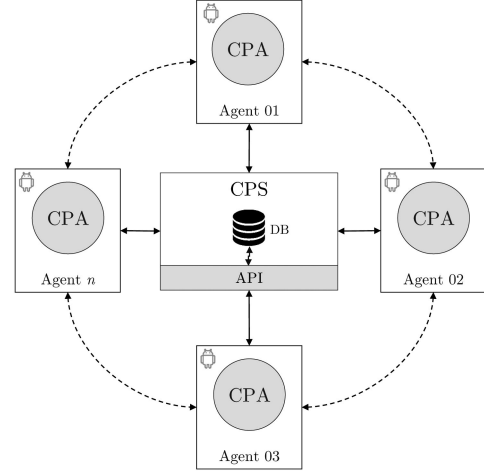 CPA
Agent 01
CPA
Agent n
CPS
DB
API
CPA
Agent 02
CPA
Agent 03